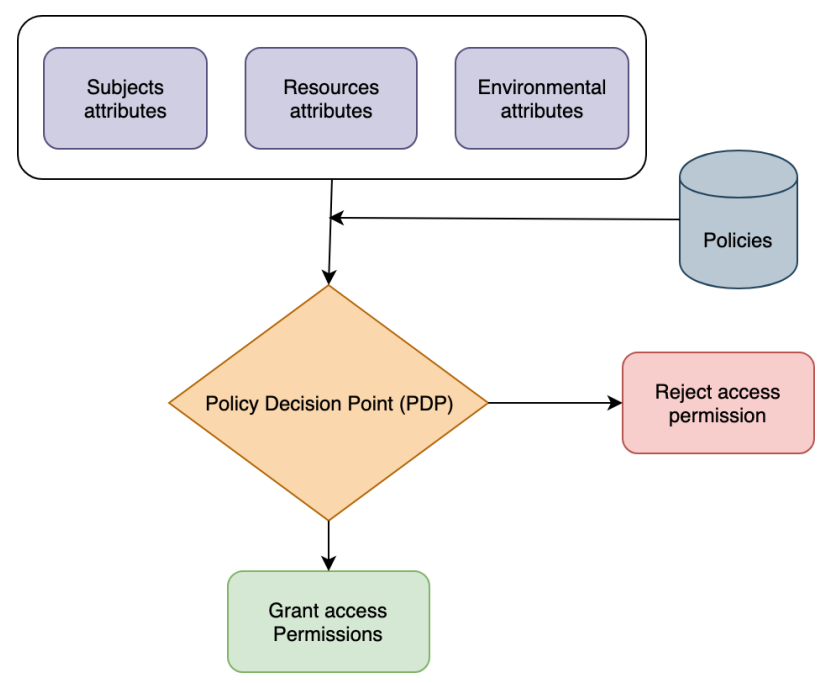 Subjects
attributes
Resources
attributes
Environmental
attributes
Policies
Policy Decision Point (PDP)
Reject access
permission
Grant access
Permissions